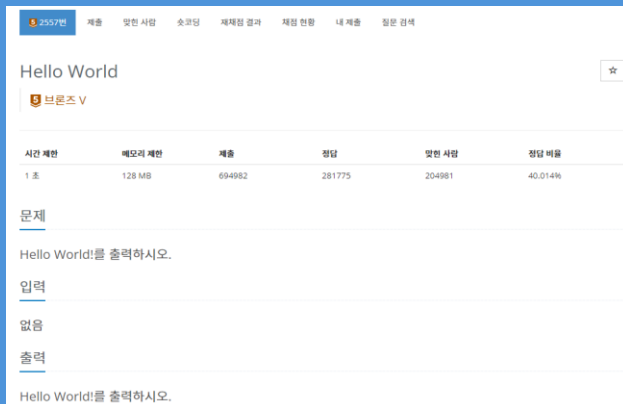 5 2557번 제출 맞힌 사람 숏코딩 재채점 결과 채점 현황 내 제출 질문 검색
Hello World
☆
5 브론즈 V
시간 제한 메모리 제한 제출 정답 맞힌 사람 정답 비율
1 초 128 MB 694982 281775 204981 40.014%
문제
Hello World!를 출력하시오.
입력
없음
출력
Hello World!를 출력하시오.